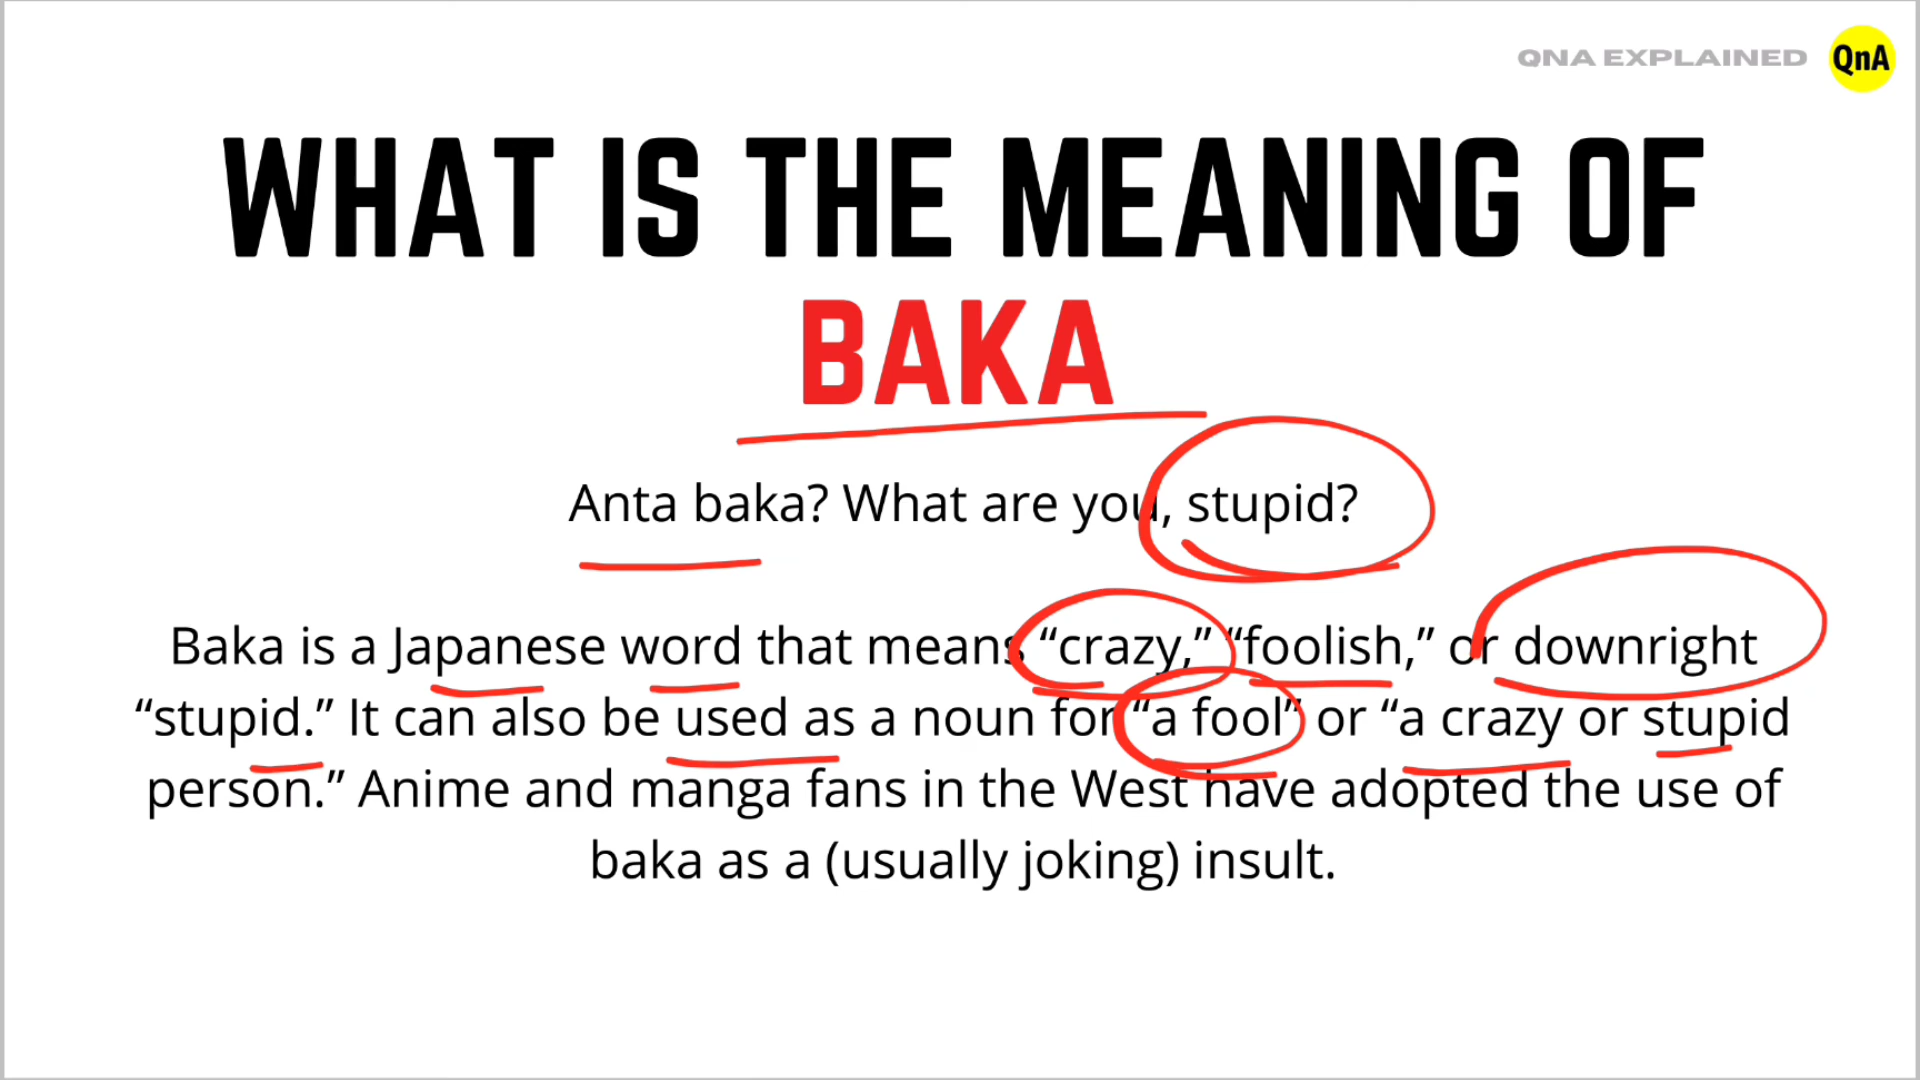 QNA EXPLAINED QnA
WHAT IS THE MEANING OF
BAKA
Anta baka? What are you, stupid?
Baka is a Japanese word that means “crazy,” “foolish,” or downright
“stupid.” It can also be used as a noun for “a fool” or “a crazy or stupid
person.” Anime and manga fans in the West have adopted the use of
baka as a (usually joking) insult.